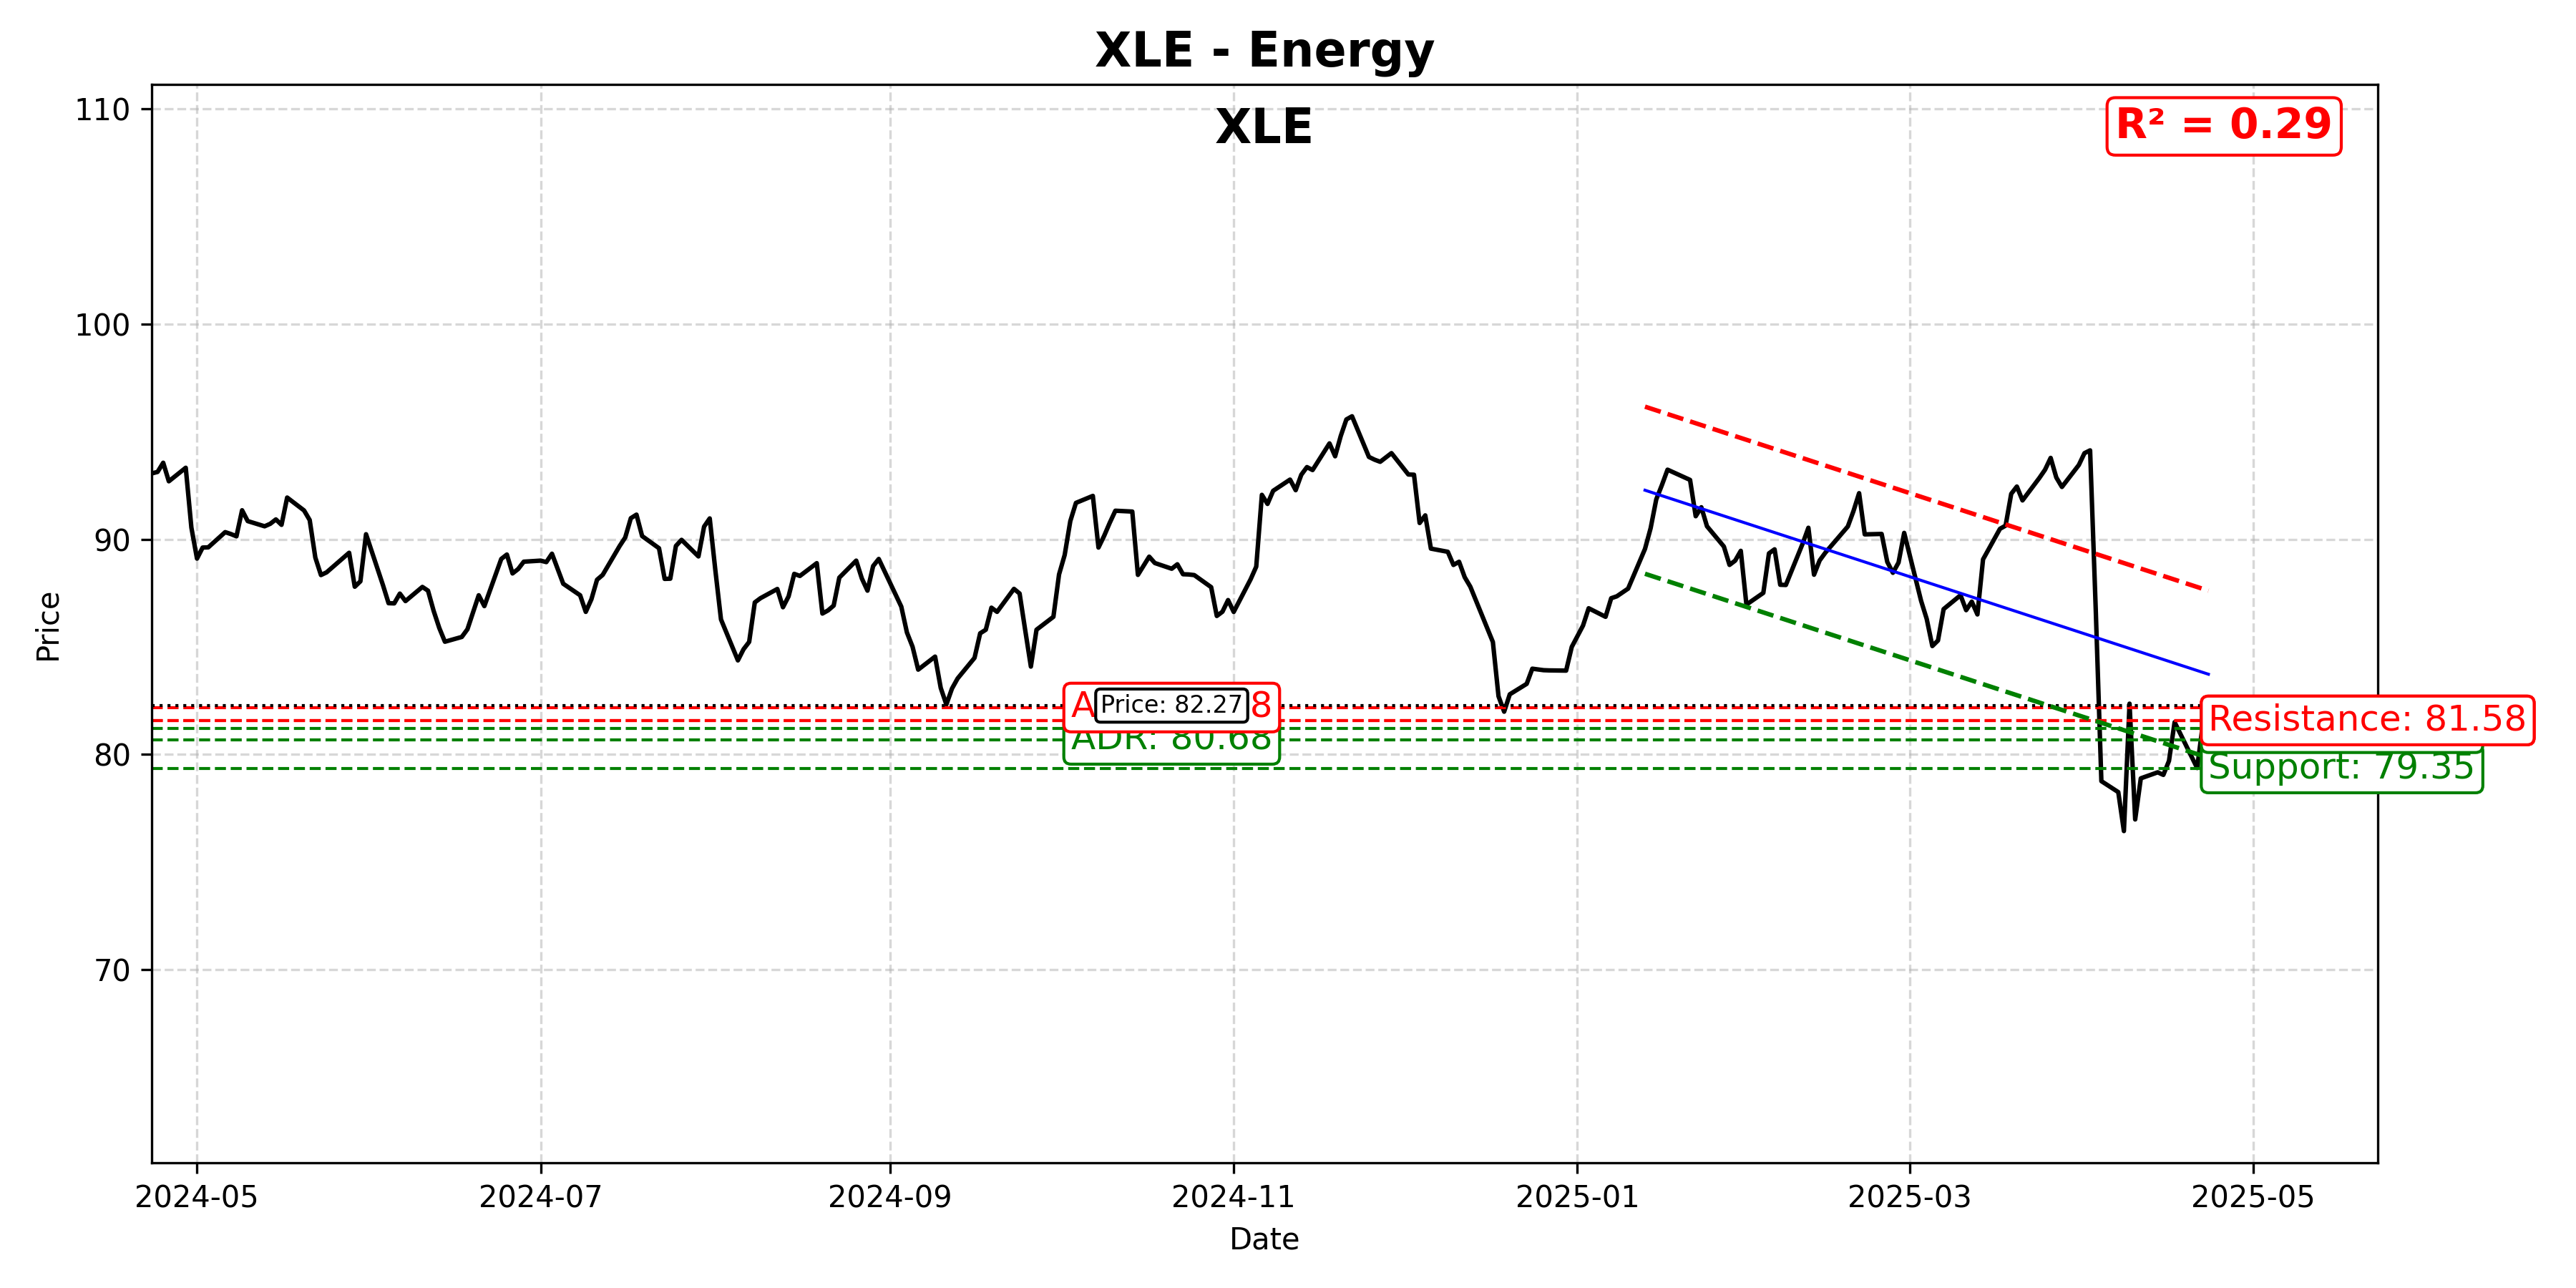 XLE - Energy
XLE
R² = 0.29
110
100
90
80
70
Price
Price: 82.27
ADR: 80.68
Resistance: 81.58
Support: 79.35
2024-05
2024-07
2024-09
2024-11
2025-01
2025-03
2025-05
Date